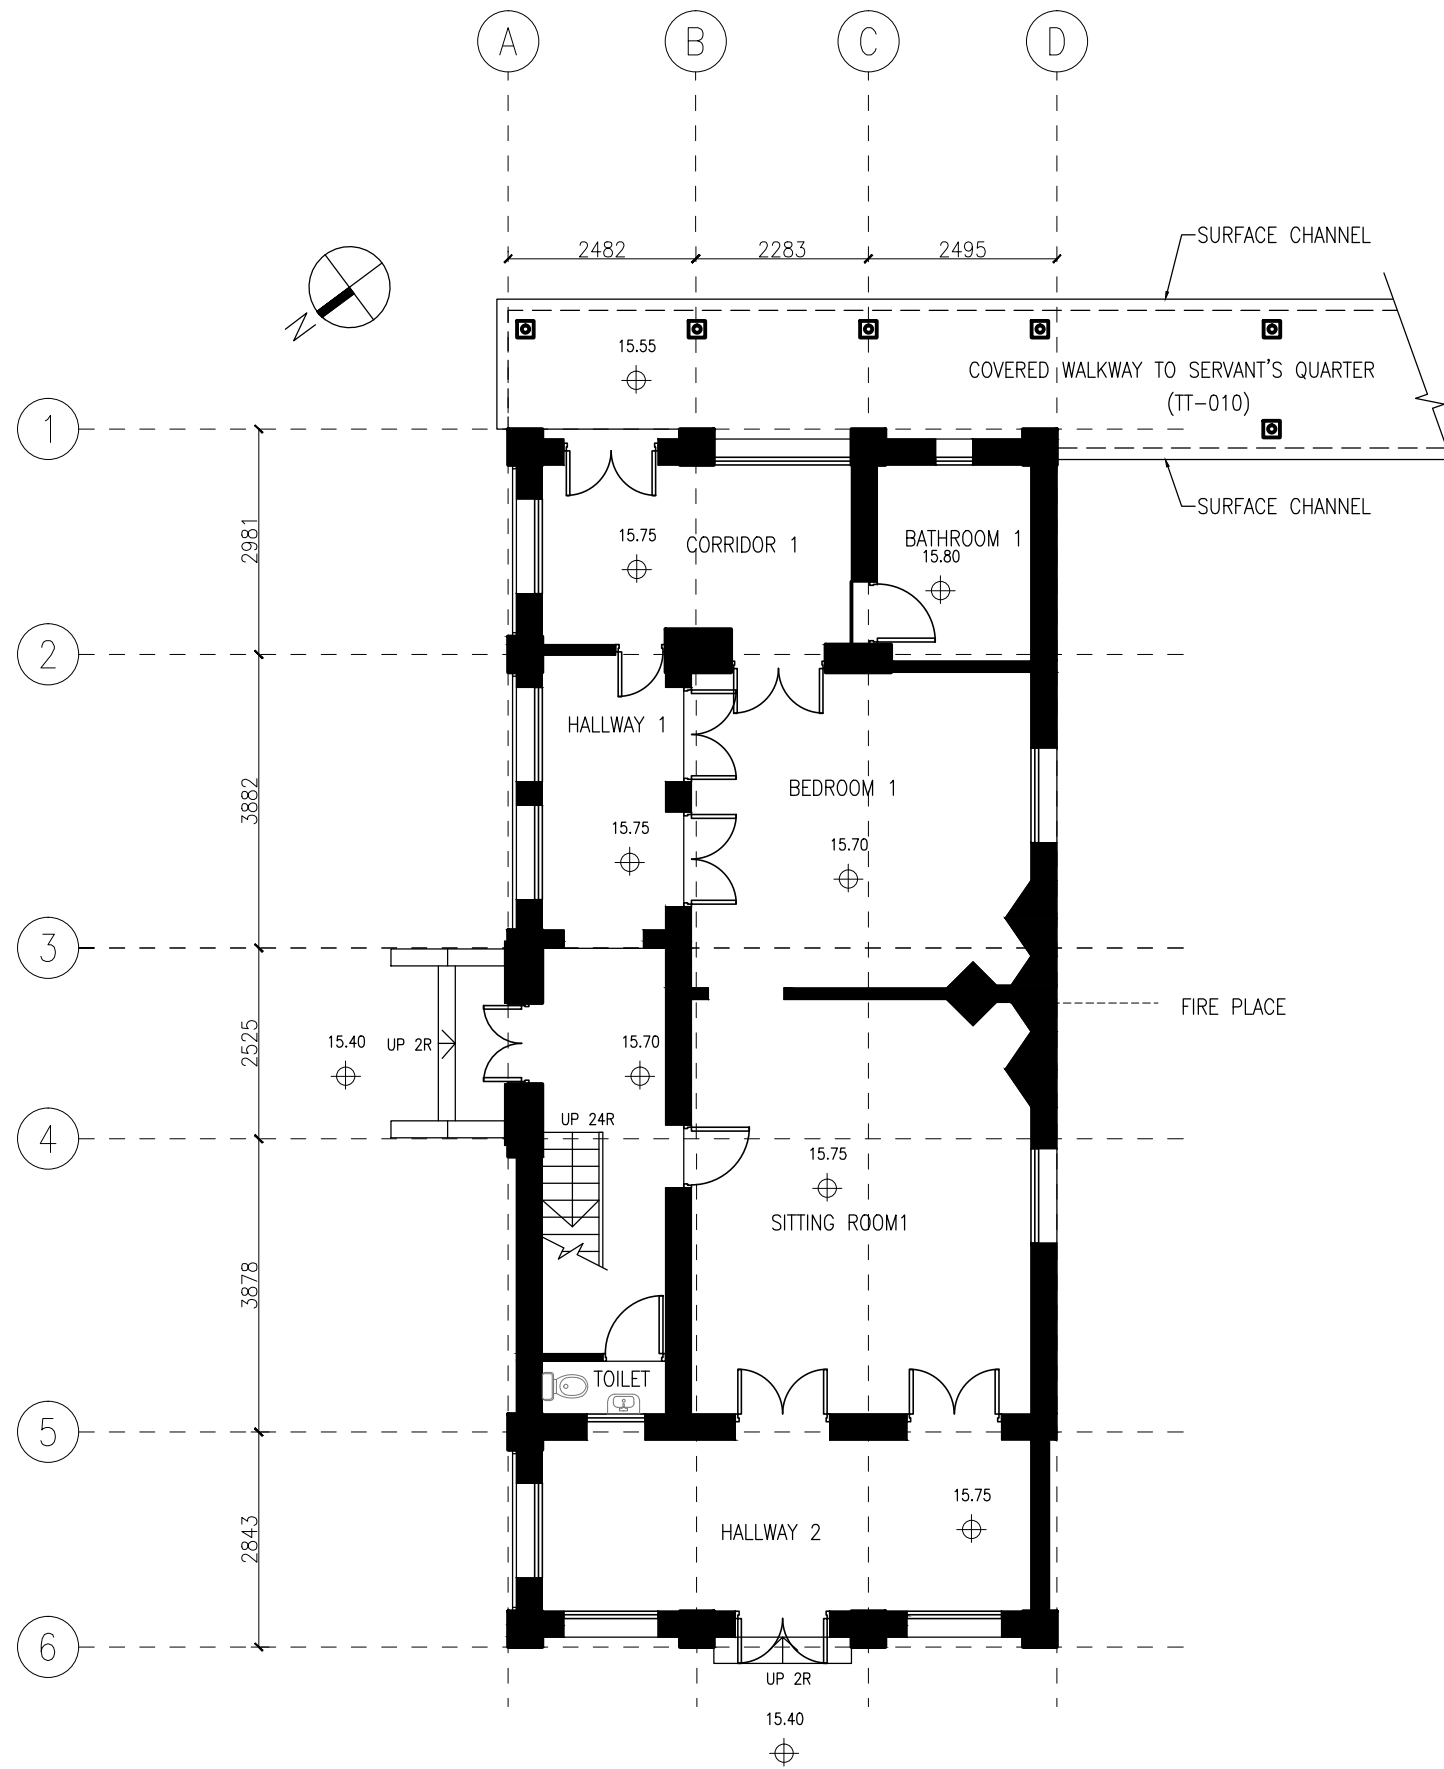 A
B
C
D
2482
2283
2495
SURFACE CHANNEL
N
15.55
COVERED WALKWAY TO SERVANT'S QUARTER
(TT-010)
1
SURFACE CHANNEL
2981
15.75
CORRIDOR 1
BATHROOM 1
15.80
2
HALLWAY 1
3882
BEDROOM 1
15.75
15.70
3
FIRE PLACE
2525
15.40
UP 2R
15.70
UP 24R
4
15.75
SITTING ROOM1
3878
TOILET
5
15.75
2843
HALLWAY 2
6
UP 2R
15.40